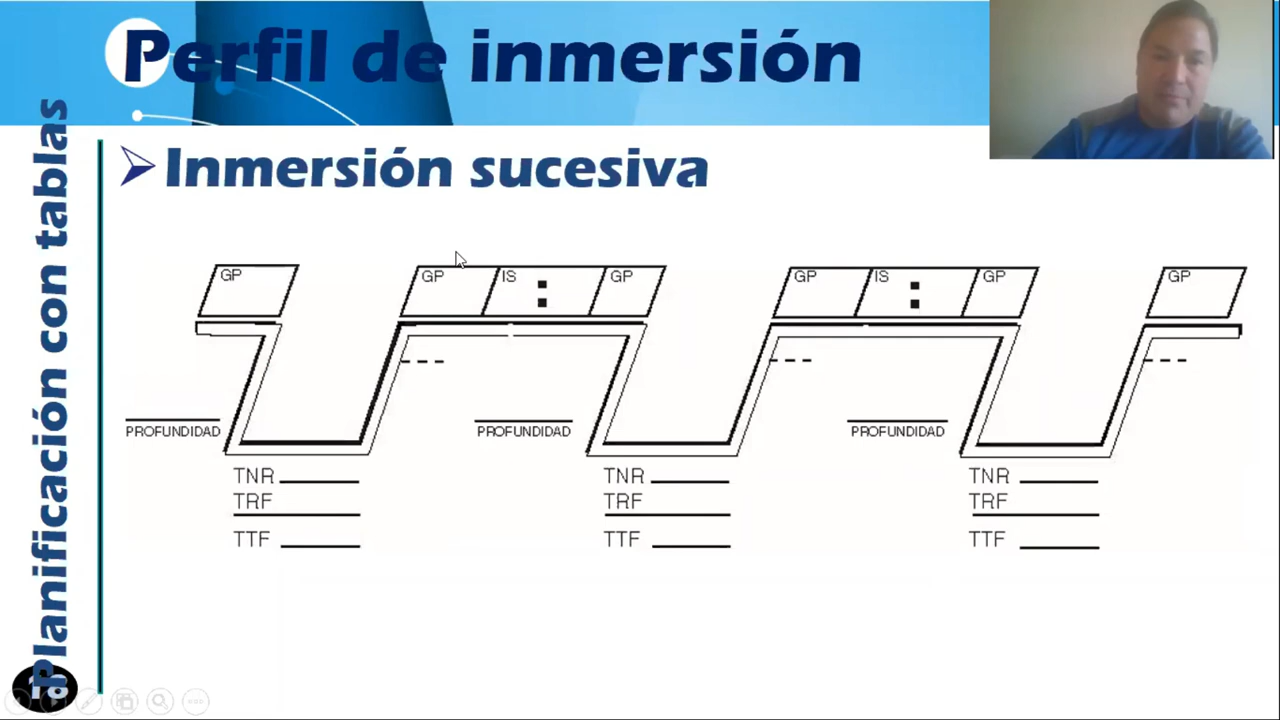 Perfil de inmersión
Planificación con tablas
Inmersión sucesiva
GP
GP IS : GP
GP IS : GP
GP
PROFUNDIDAD
PROFUNDIDAD
PROFUNDIDAD
TNR
TRF
TTF
TNR
TRF
TTF
TNR
TRF
TTF
18